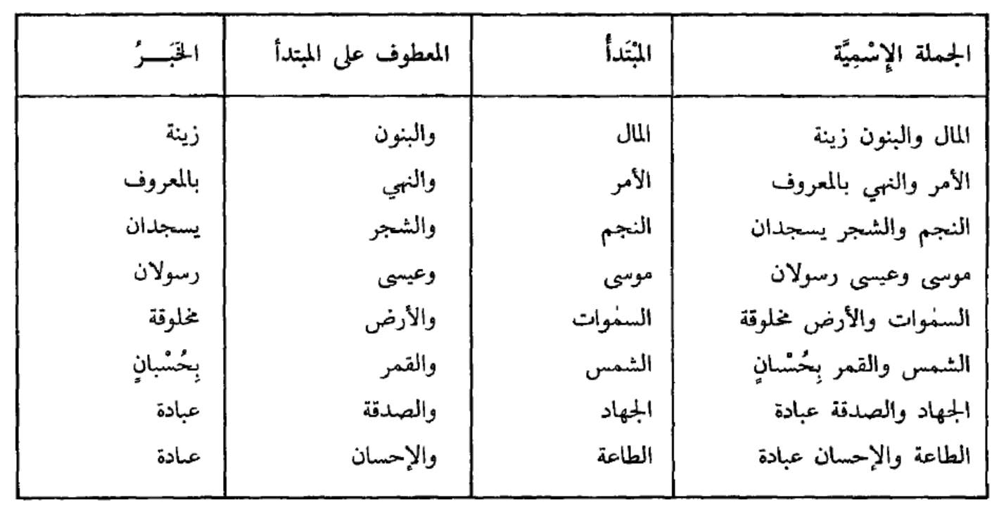 الجملة الإِسْمِيَّة المُبْتَدأُ المعطوف على المبتدأ الخَبَـــرُ
المال والبنون زينة المال والبنون زينة
الأمر والنهي بالمعروف الأمر والنهي بالمعروف
النجم والشجر يسجدان النجم والشجر يسجدان
موسى وعيسى رسولان موسى وعيسى رسولان
السمٰوات والأرض مخلوقة السمٰوات والأرض مخلوقة
الشمس والقمر بِحُسْبانٍ الشمس والقمر بِحُسْبانٍ
الجهاد والصدقة عبادة الجهاد والصدقة عبادة
الطاعة والإحسان عبادة الطاعة والإحسان عبادة